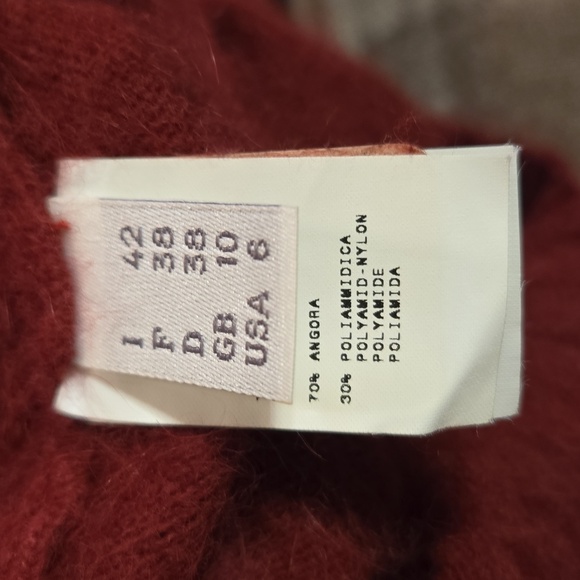 I 42
F 38
D 38
GB 10
USA 6
70% ANGORA
30% POLIAMMIDICA
POLYAMID-NYLON
POLYAMIDE
POLIAMIDA